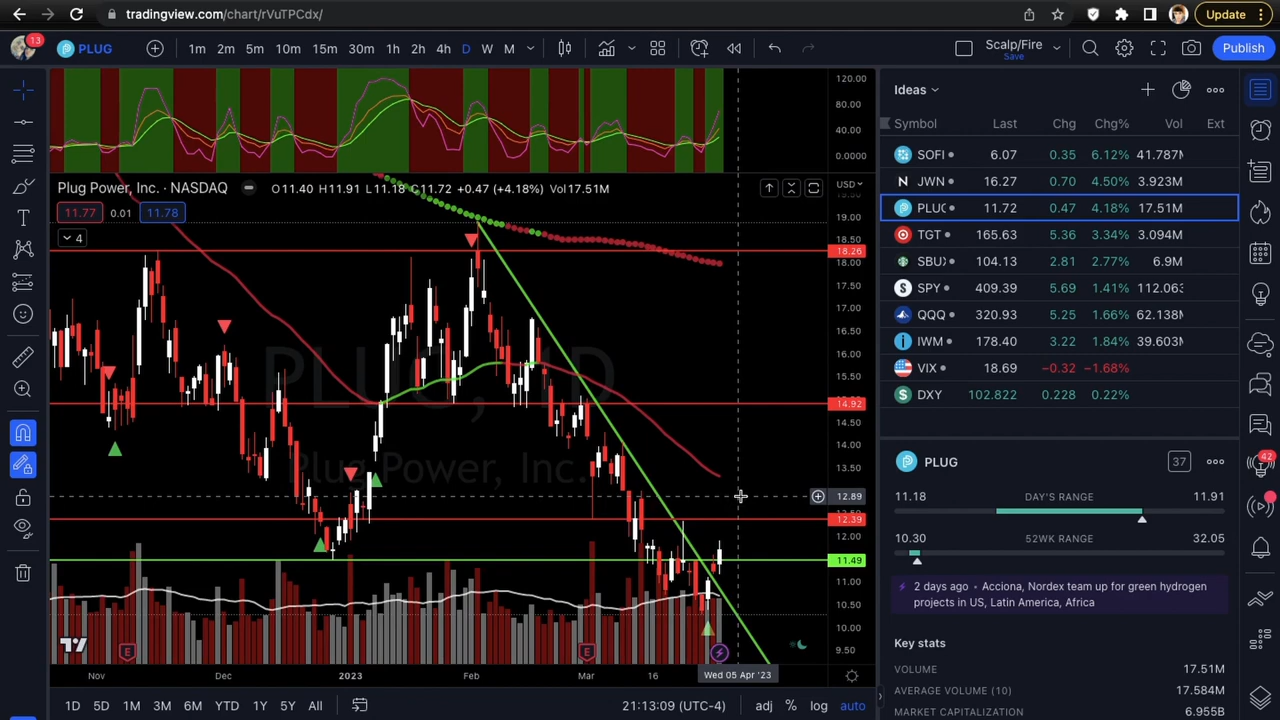 tradingview.com/chart/rVuTPCdx/
Update
13
PLUG
1m 2m 5m 10m 15m 30m 1h 2h 4h D W M
Scalp/Fire
Save
Publish
120.00
80.00
40.00
0.0000
Plug Power, Inc. · NASDAQ O11.40 H11.91 L11.18 C11.72 +0.47 (+4.18%) Vol17.51M
USD
11.77 0.01 11.78
4
19.00
18.50
18.26
18.00
17.50
17.00
16.50
16.00
15.50
14.92
14.50
14.00
13.50
12.89
12.39
12.00
11.49
11.00
10.50
10.00
9.50
PLUG, 1D
Plug Power, Inc.
E
E
Nov Dec 2023 Feb Mar 16
Wed 05 Apr '23
1D 5D 1M 3M 6M YTD 1Y 5Y All
21:13:09 (UTC-4)
adj % log auto
Ideas
Symbol Last Chg Chg% Vol Ext
SOFI 6.07 0.35 6.12% 41.787M
N JWN 16.27 0.70 4.50% 3.923M
PLUG 11.72 0.47 4.18% 17.51M
TGT 165.63 5.36 3.34% 3.094M
SBUX 104.13 2.81 2.77% 6.9M
S SPY 409.39 5.69 1.41% 112.063
QQQ 320.93 5.25 1.66% 62.138M
IWM 178.40 3.22 1.84% 39.603M
VIX 18.69 −0.32 −1.68%
$ DXY 102.822 0.228 0.22%
PLUG
37
11.18 DAY'S RANGE 11.91
10.30 52WK RANGE 32.05
2 days ago · Acciona, Nordex team up for green hydrogen
projects in US, Latin America, Africa
Key stats
VOLUME 17.51M
AVERAGE VOLUME (10) 17.584M
MARKET CAPITALIZATION 6.955B
42